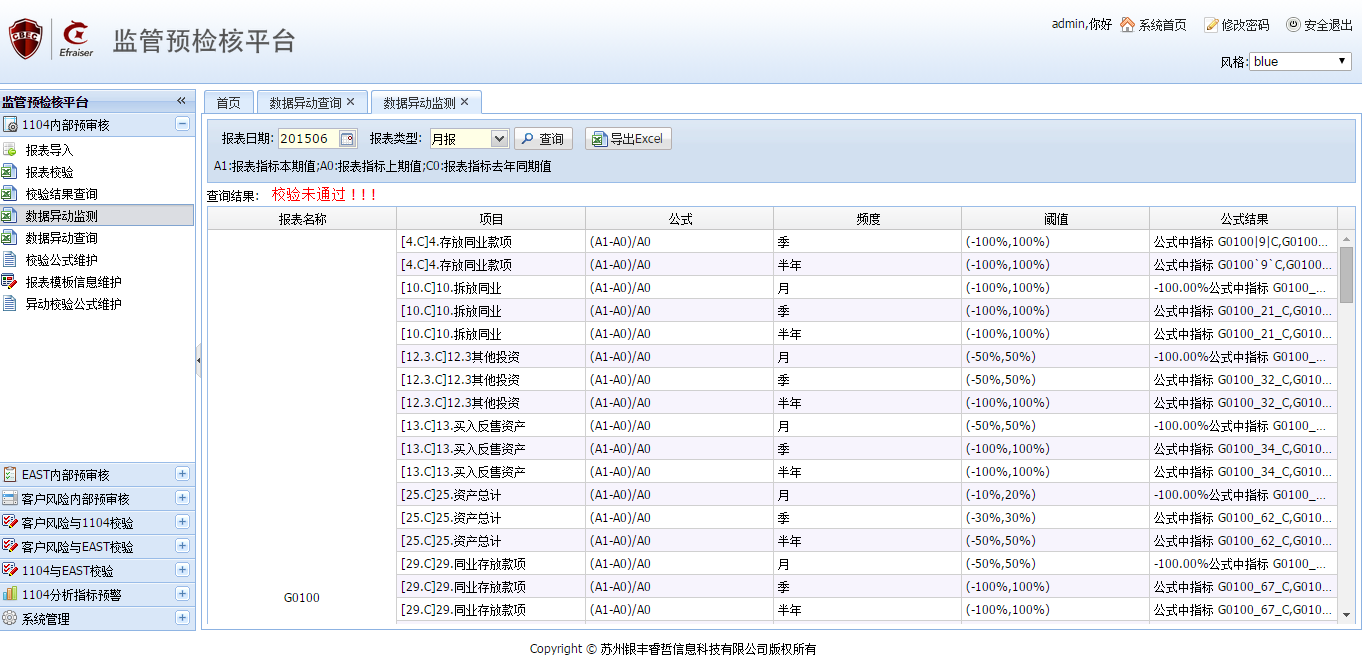 CBEC
Efraiser
监管预检核平台
admin,你好 系统首页 修改密码 安全退出
风格: blue
监管预检核平台
1104内部预审核
报表导入
报表校验
校验结果查询
数据异动监测
数据异动查询
校验公式维护
报表模板信息维护
异动校验公式维护
EAST内部预审核
客户风险内部预审核
客户风险与1104校验
客户风险与EAST校验
1104与EAST校验
1104分析指标预警
系统管理
首页 数据异动查询 数据异动监测
报表日期: 201506 报表类型: 月报 查询 导出Excel
A1:报表指标本期值;A0:报表指标上期值;C0:报表指标去年同期值
查询结果: 校验未通过！！！
报表名称 项目 公式 频度 阈值 公式结果
[4.C]4.存放同业款项 (A1-A0)/A0 季 (-100%,100%) 公式中指标 G0100|9|C,G0100...
[4.C]4.存放同业款项 (A1-A0)/A0 半年 (-100%,100%) 公式中指标 G0100`9`C,G0100...
[10.C]10.拆放同业 (A1-A0)/A0 月 (-100%,100%) -100.00%公式中指标 G0100_...
[10.C]10.拆放同业 (A1-A0)/A0 季 (-100%,100%) 公式中指标 G0100_21_C,G010...
[10.C]10.拆放同业 (A1-A0)/A0 半年 (-100%,100%) 公式中指标 G0100_21_C,G010...
[12.3.C]12.3其他投资 (A1-A0)/A0 月 (-50%,50%) -100.00%公式中指标 G0100_...
[12.3.C]12.3其他投资 (A1-A0)/A0 季 (-50%,50%) 公式中指标 G0100_32_C,G010...
[12.3.C]12.3其他投资 (A1-A0)/A0 半年 (-100%,100%) 公式中指标 G0100_32_C,G010...
[13.C]13.买入反售资产 (A1-A0)/A0 月 (-50%,50%) -100.00%公式中指标 G0100_...
[13.C]13.买入反售资产 (A1-A0)/A0 季 (-100%,100%) 公式中指标 G0100_34_C,G010...
[13.C]13.买入反售资产 (A1-A0)/A0 半年 (-100%,100%) 公式中指标 G0100_34_C,G010...
[25.C]25.资产总计 (A1-A0)/A0 月 (-10%,20%) -100.00%公式中指标 G0100_...
[25.C]25.资产总计 (A1-A0)/A0 季 (-30%,30%) 公式中指标 G0100_62_C,G010...
[25.C]25.资产总计 (A1-A0)/A0 半年 (-50%,50%) 公式中指标 G0100_62_C,G010...
[29.C]29.同业存放款项 (A1-A0)/A0 月 (-50%,50%) -100.00%公式中指标 G0100_...
[29.C]29.同业存放款项 (A1-A0)/A0 季 (-100%,100%) 公式中指标 G0100_67_C,G010...
G0100
[29.C]29.同业存放款项 (A1-A0)/A0 半年 (-100%,100%) 公式中指标 G0100_67_C,G010...
Copyright © 苏州银丰睿哲信息科技有限公司版权所有